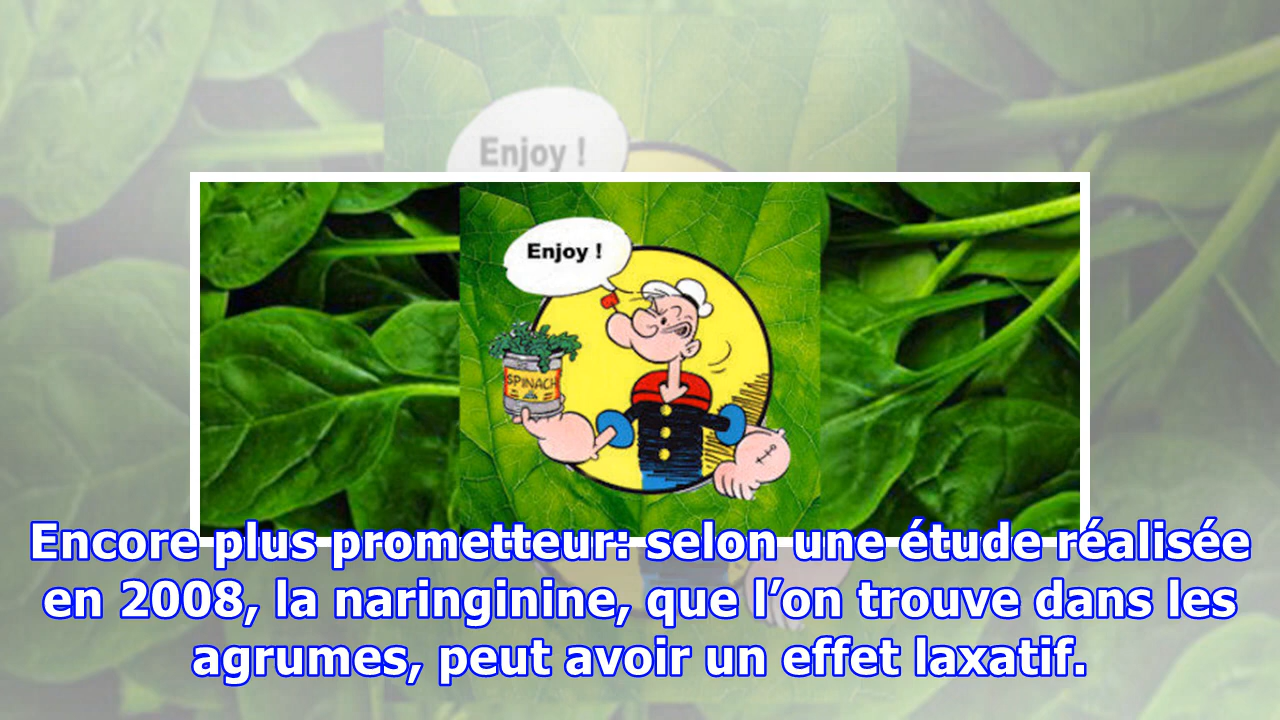 Enjoy !
Enjoy !
SPINACH
Encore plus prometteur: selon une étude réalisée
en 2008, la naringinine, que l’on trouve dans les
agrumes, peut avoir un effet laxatif.